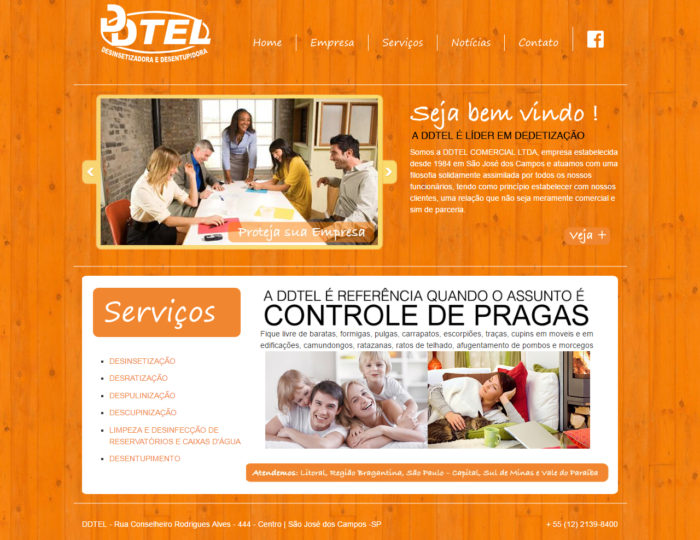 DDTEL
DESINSETIZADORA E DESENTUPIDORA
Home Empresa Serviços Notícias Contato
Seja bem vindo !
A DDTEL É LÍDER EM DEDETIZAÇÃO
Somos a DDTEL COMERCIAL LTDA, empresa estabelecida
desde 1984 em São José dos Campos e atuamos com uma
filosofia solidamente assimilada por todos os nossos
funcionários, tendo como princípio estabelecer com nossos
clientes, uma relação que não seja meramente comercial e
sim de parceria.
Proteja sua Empresa
Veja +
Serviços
DESINSETIZAÇÃO
DESRATIZAÇÃO
DESPULINIZAÇÃO
DESCUPINIZAÇÃO
LIMPEZA E DESINFECÇÃO DE
RESERVATÓRIOS E CAIXAS D'ÁGUA
DESENTUPIMENTO
A DDTEL É REFERÊNCIA QUANDO O ASSUNTO É
CONTROLE DE PRAGAS
Fique livre de baratas, formigas, pulgas, carrapatos, escorpiões, traças, cupins em moveis e em
edificações, camundongos, ratazanas, ratos de telhado, afugentamento de pombos e morcegos
Atendemos: Litoral, Região Bragantina, São Paulo – Capital, Sul de Minas e Vale do Paraíba
DDTEL - Rua Conselheiro Rodrigues Alves - 444 - Centro | São José dos Campos -SP
+ 55 (12) 2139-8400